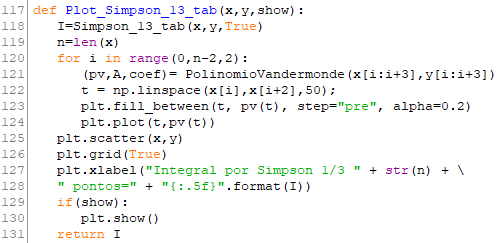 117 def Plot_Simpson_13_tab(x,y,show):
118     I=Simpson_13_tab(x,y,True)
119     n=len(x)
120     for i in range(0,n-2,2):
121         (pv,A,coef)= PolinomioVandermonde(x[i:i+3],y[i:i+3])
122         t = np.linspace(x[i],x[i+2],50);
123         plt.fill_between(t, pv(t), step="pre", alpha=0.2)
124         plt.plot(t,pv(t))
125     plt.scatter(x,y)
126     plt.grid(True)
127     plt.xlabel("Integral por Simpson 1/3 " + str(n) + \
128     " pontos=" + "{:.5f}".format(I))
129     if(show):
130         plt.show()
131     return I